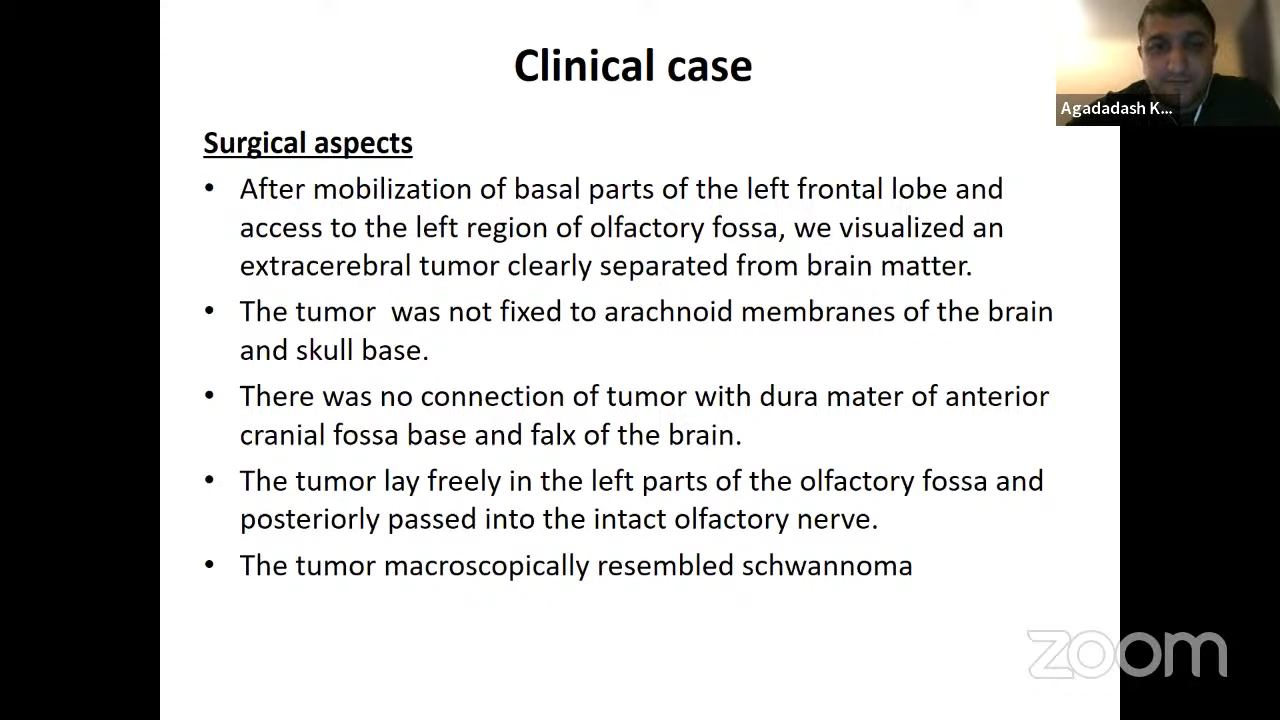 Clinical case
Agadadash K...
Surgical aspects
• After mobilization of basal parts of the left frontal lobe and
access to the left region of olfactory fossa, we visualized an
extracerebral tumor clearly separated from brain matter.
• The tumor  was not fixed to arachnoid membranes of the brain
and skull base.
• There was no connection of tumor with dura mater of anterior
cranial fossa base and falx of the brain.
• The tumor lay freely in the left parts of the olfactory fossa and
posteriorly passed into the intact olfactory nerve.
• The tumor macroscopically resembled schwannoma
zoom